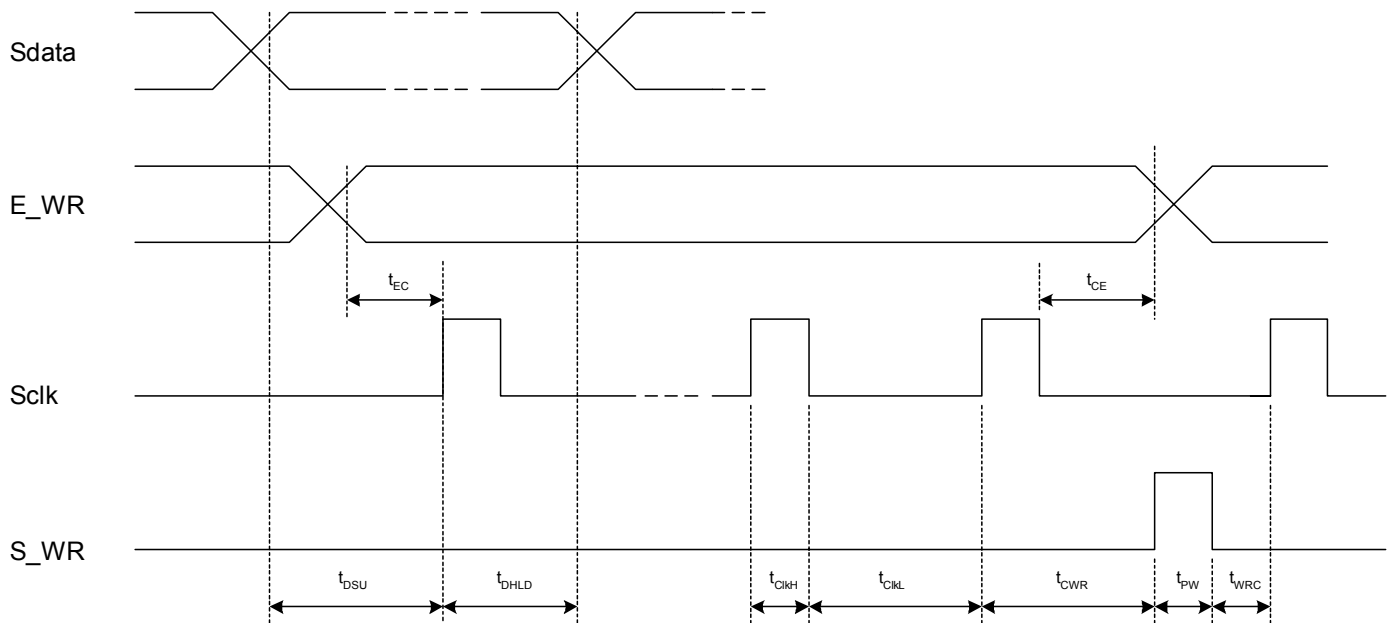 Sdata
E_WR
tEC
tCE
Sclk
S_WR
tDSU
tDHLD
tClkH
tClkL
tCWR
tPW
tWRC